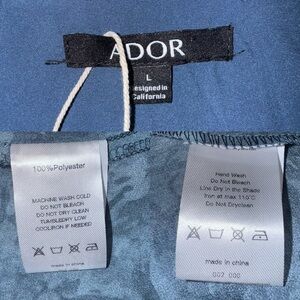 ADOR
L
Designed in
California
100%Polyester
MACHINE WASH COLD
DO NOT BLEACH
DO NOT DRY CLEAN
TUMBLEDRY LOW
COOLIRON IF NEEDED
made in china
Hand Wash
Do Not Bleach
Line Dry in the Shade
Iron at max 110°C
Do Not Dryclean
made in china
002 000